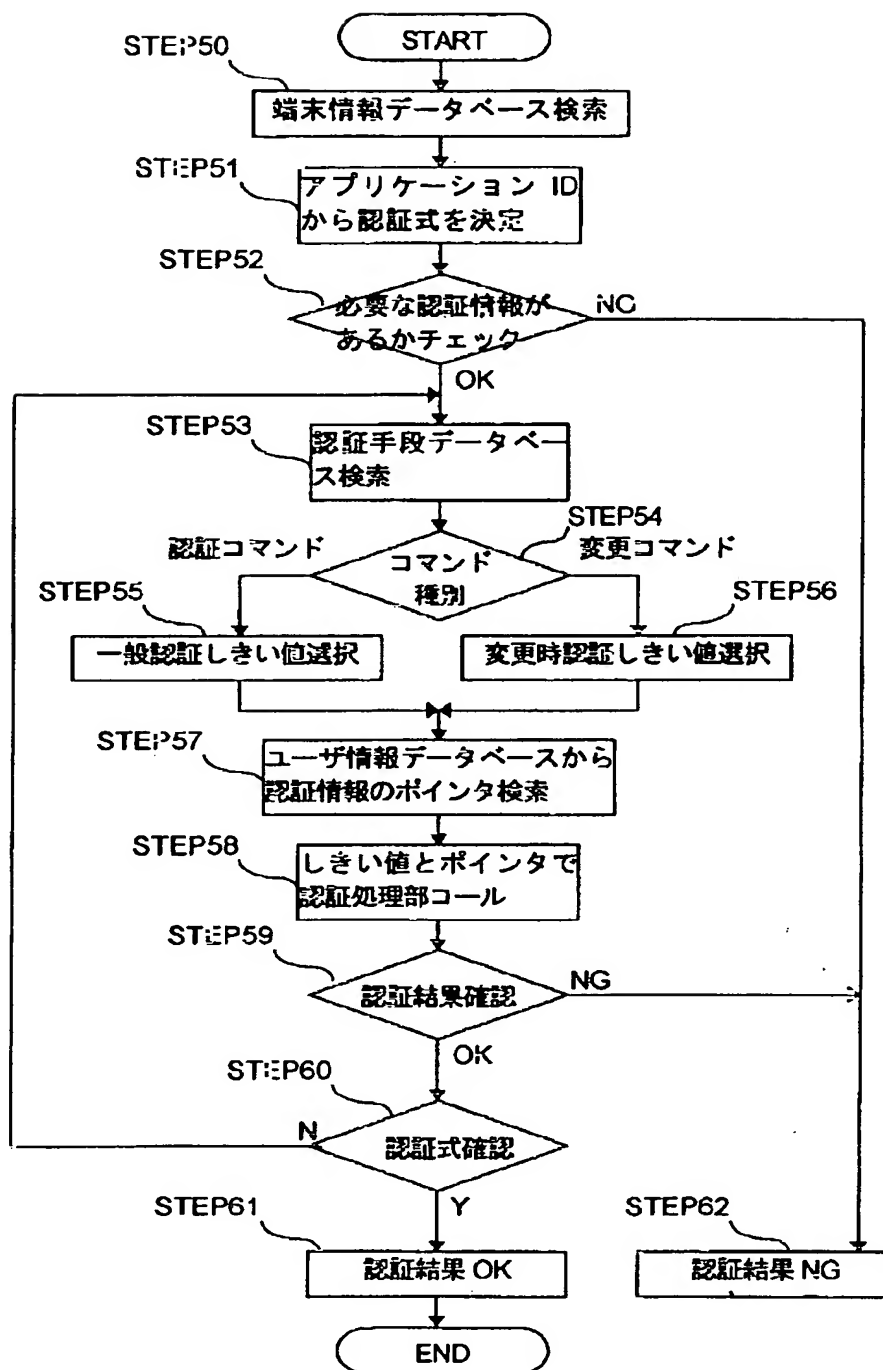 START
STEP50
端末情報データベース検索
STEP51
アプリケーション ID
から認証式を決定
STEP52
必要な認証情報が
あるかチェック
NG
OK
STEP53
認証手段データベー
ス検索
STEP54
認証コマンド
変更コマンド
コマンド
種別
STEP55
STEP56
一般認証しきい値選択
変更時認証しきい値選択
STEP57
ユーザ情報データベースから
認証情報のポインタ検索
STEP58
しきい値とポインタで
認証処理部コール
STEP59
認証結果確認
NG
OK
STEP60
N
認証式確認
Y
STEP61
STEP62
認証結果 OK
認証結果 NG
END